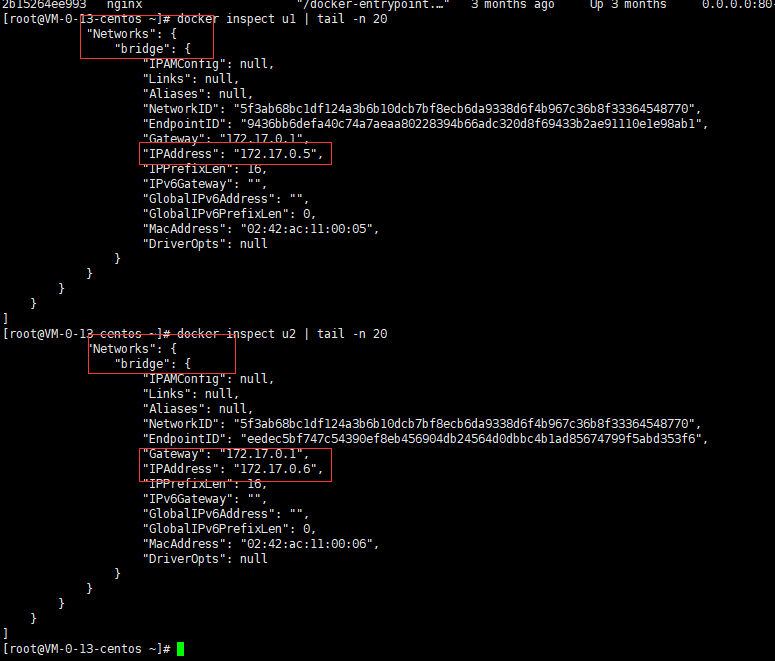 2b15264ee993   nginx                      "/docker-entrypoint.…"   3 months ago     Up 3 months     0.0.0.0:80-
[root@VM-0-13-centos ~]# docker inspect u1 | tail -n 20
            "Networks": {
                "bridge": {
                    "IPAMConfig": null,
                    "Links": null,
                    "Aliases": null,
                    "NetworkID": "5f3ab68bc1df124a3b6b10dcb7bf8ecb6da9338d6f4b967c36b8f33364548770",
                    "EndpointID": "9436bb6defa40c74a7aeaa80228394b66adc320d8f69433b2ae91110e1e98ab1",
                    "Gateway": "172.17.0.1",
                    "IPAddress": "172.17.0.5",
                    "IPPrefixLen": 16,
                    "IPv6Gateway": "",
                    "GlobalIPv6Address": "",
                    "GlobalIPv6PrefixLen": 0,
                    "MacAddress": "02:42:ac:11:00:05",
                    "DriverOpts": null
                }
            }
        }
    }
]
[root@VM-0-13-centos ~]# docker inspect u2 | tail -n 20
            "Networks": {
                "bridge": {
                    "IPAMConfig": null,
                    "Links": null,
                    "Aliases": null,
                    "NetworkID": "5f3ab68bc1df124a3b6b10dcb7bf8ecb6da9338d6f4b967c36b8f33364548770",
                    "EndpointID": "eedec5bf747c54390ef8eb456904db24564d0dbbc4b1ad85674799f5abd353f6",
                    "Gateway": "172.17.0.1",
                    "IPAddress": "172.17.0.6",
                    "IPPrefixLen": 16,
                    "IPv6Gateway": "",
                    "GlobalIPv6Address": "",
                    "GlobalIPv6PrefixLen": 0,
                    "MacAddress": "02:42:ac:11:00:06",
                    "DriverOpts": null
                }
            }
        }
    }
]
[root@VM-0-13-centos ~]#